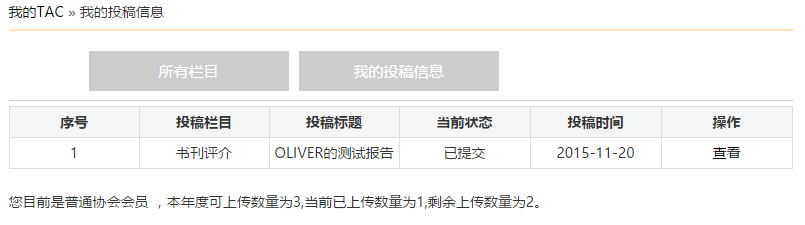 我的TAC » 我的投稿信息
所有栏目 我的投稿信息
序号 投稿栏目 投稿标题 当前状态 投稿时间 操作
1 书刊评介 OLIVER的测试报告 已提交 2015-11-20 查看
您目前是普通协会会员 ，本年度可上传数量为3,当前已上传数量为1,剩余上传数量为2。